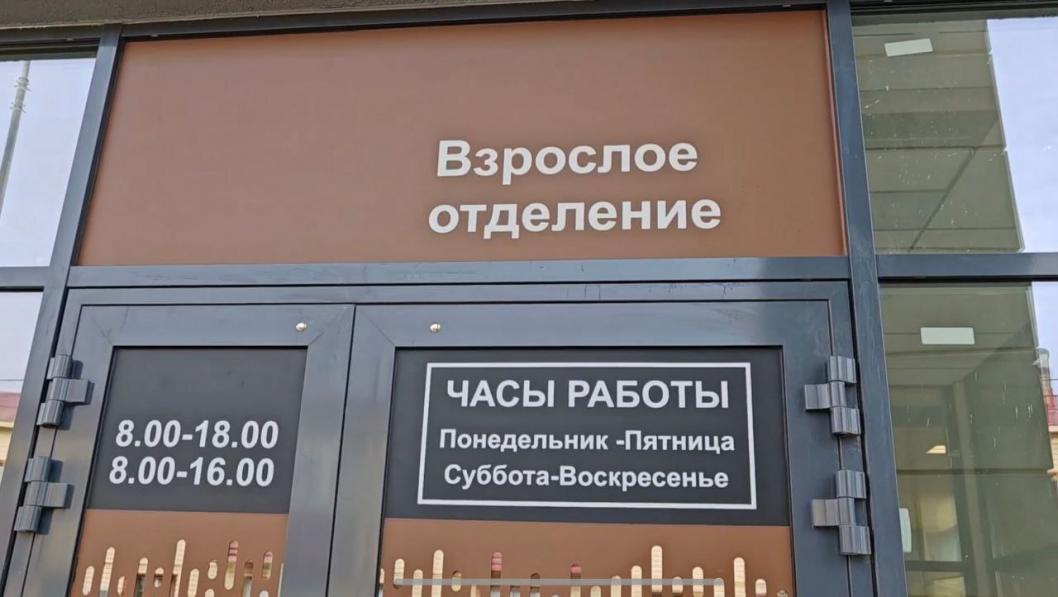 Взрослое
отделение
8.00-18.00
8.00-16.00
ЧАСЫ РАБОТЫ
Понедельник -Пятница
Суббота-Воскресенье